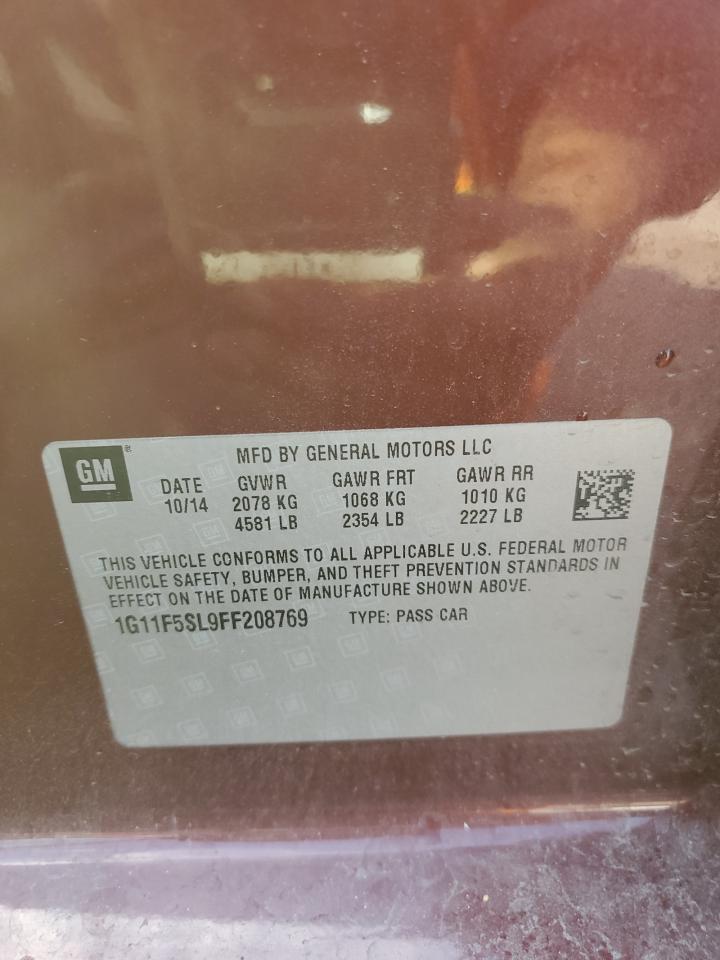 GM
MFD BY GENERAL MOTORS LLC
DATE GVWR GAWR FRT GAWR RR
10/14 2078 KG 1068 KG 1010 KG
4581 LB 2354 LB 2227 LB
THIS VEHICLE CONFORMS TO ALL APPLICABLE U.S. FEDERAL MOTOR
VEHICLE SAFETY, BUMPER, AND THEFT PREVENTION STANDARDS IN
EFFECT ON THE DATE OF MANUFACTURE SHOWN ABOVE.
1G11F5SL9FF208769 TYPE: PASS CAR